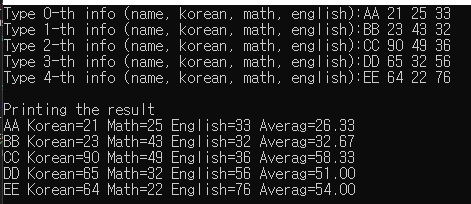 Type 0-th info (name, korean, math, english):AA 21 25 33
Type 1-th info (name, korean, math, english):BB 23 43 32
Type 2-th info (name, korean, math, english):CC 90 49 36
Type 3-th info (name, korean, math, english):DD 65 32 56
Type 4-th info (name, korean, math, english):EE 64 22 76
Printing the result
AA Korean=21 Math=25 English=33 Averag=26.33
BB Korean=23 Math=43 English=32 Averag=32.67
CC Korean=90 Math=49 English=36 Averag=58.33
DD Korean=65 Math=32 English=56 Averag=51.00
EE Korean=64 Math=22 English=76 Averag=54.00